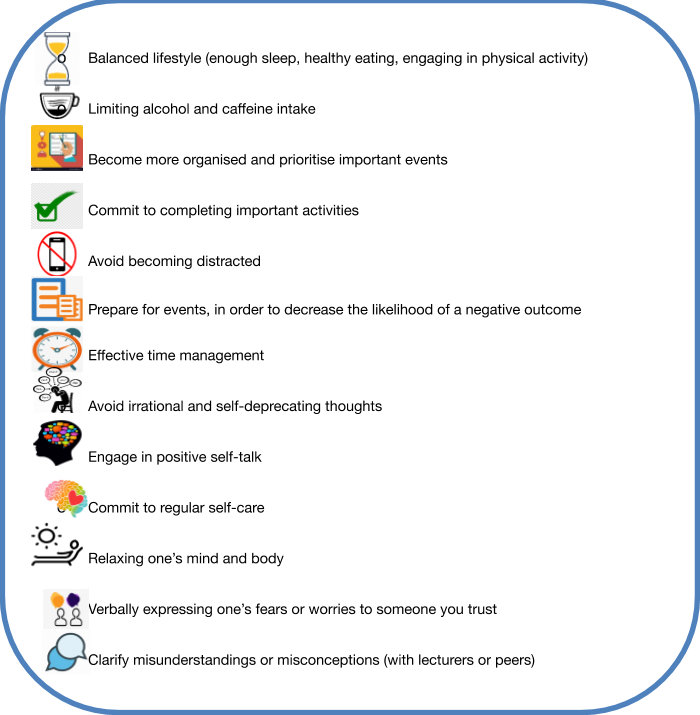 Balanced lifestyle (enough sleep, healthy eating, engaging in physical activity)
Limiting alcohol and caffeine intake
Become more organised and prioritise important events
Commit to completing important activities
Avoid becoming distracted
Prepare for events, in order to decrease the likelihood of a negative outcome
Effective time management
Avoid irrational and self-deprecating thoughts
Engage in positive self-talk
Commit to regular self-care
Relaxing one’s mind and body
Verbally expressing one’s fears or worries to someone you trust
Clarify misunderstandings or misconceptions (with lecturers or peers)